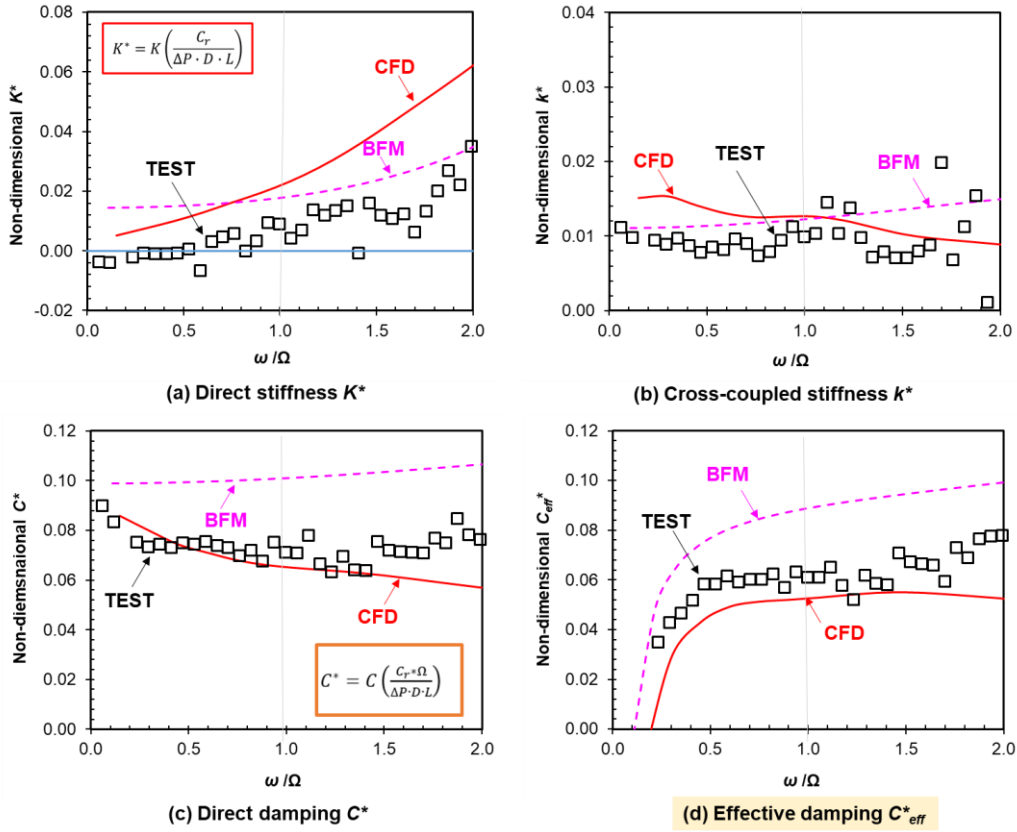 Non-dimensional K*
0.08
0.06
0.04
0.02
0.00
-0.02
K* = K (C_r / ΔP · D · L)
CFD
BFM
TEST
0.0 0.5 1.0 1.5 2.0
ω /Ω
(a) Direct stiffness K*
Non-dimensional k*
0.04
0.03
0.02
0.01
0.00
CFD
TEST
BFM
0.0 0.5 1.0 1.5 2.0
ω /Ω
(b) Cross-coupled stiffness k*
Non-diemsnaional C*
0.12
0.10
0.08
0.06
0.04
0.02
0.00
BFM
TEST
CFD
C* = C (C_r*Ω / ΔP·D·L)
0.0 0.5 1.0 1.5 2.0
ω /Ω
(c) Direct damping C*
Non-dimensional C_eff*
0.12
0.10
0.08
0.06
0.04
0.02
0.00
BFM
TEST
CFD
0.0 0.5 1.0 1.5 2.0
ω /Ω
(d) Effective damping C*_eff